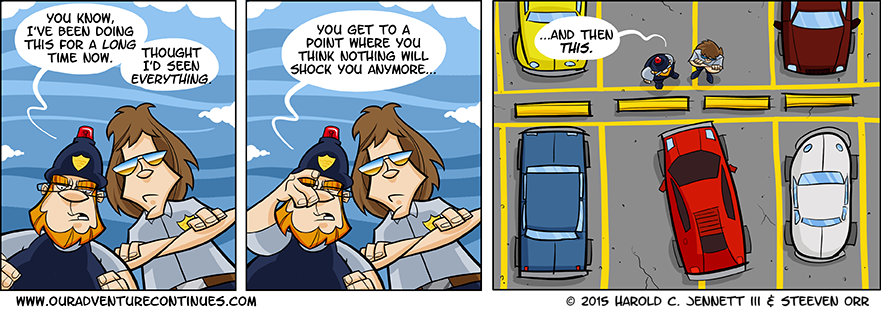 YOU KNOW,
I'VE BEEN DOING
THIS FOR A LONG
TIME NOW.
THOUGHT
I'D SEEN
EVERYTHING.
YOU GET TO A
POINT WHERE YOU
THINK NOTHING WILL
SHOCK YOU ANYMORE...
...AND THEN
THIS.
WWW.OURADVENTURECONTINUES.COM
© 2015 HAROLD C. JENNETT III & STEEVEN ORR